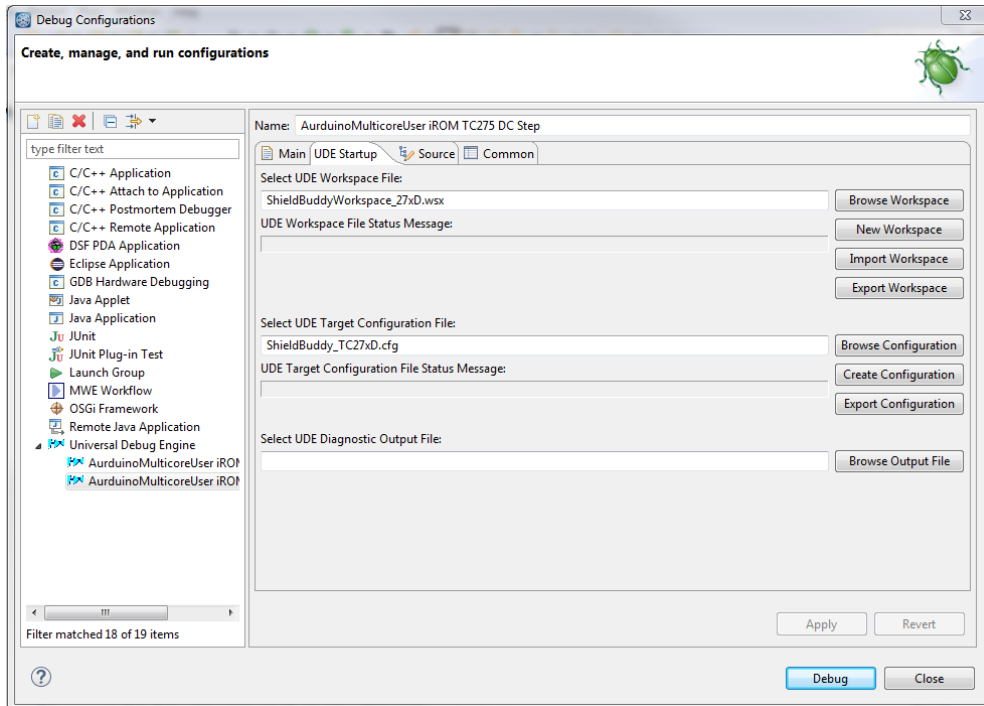 Debug Configurations
Create, manage, and run configurations
type filter text
C/C++ Application
C/C++ Attach to Application
C/C++ Postmortem Debugger
C/C++ Remote Application
DSF PDA Application
Eclipse Application
GDB Hardware Debugging
Java Applet
Java Application
JUnit
JUnit Plug-in Test
Launch Group
MWE Workflow
OSGi Framework
Remote Java Application
Universal Debug Engine
AurduinoMulticoreUser iROM
AurduinoMulticoreUser iROM
Filter matched 18 of 19 items
Name: AurduinoMulticoreUser iROM TC275 DC Step
Main UDE Startup Source Common
Select UDE Workspace File:
ShieldBuddyWorkspace_27xD.wsx Browse Workspace
UDE Workspace File Status Message:
New Workspace
Import Workspace
Export Workspace
Select UDE Target Configuration File:
ShieldBuddy_TC27xD.cfg Browse Configuration
UDE Target Configuration File Status Message:
Create Configuration
Export Configuration
Select UDE Diagnostic Output File:
Browse Output File
Apply Revert
Debug Close